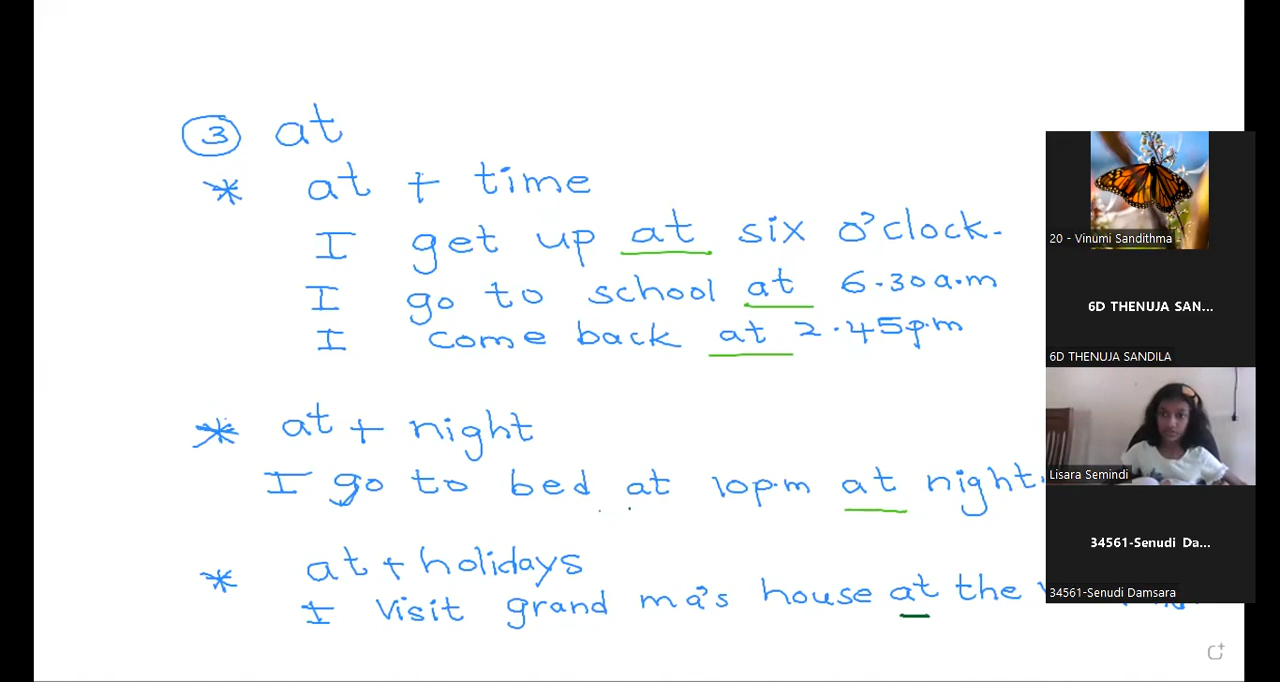 3 at
* at + time
I get up at six o'clock.
I go to school at 6.30a.m
I come back at 2.45p.m
* at + night
I go to bed at 10p.m at night.
* at + holidays
I visit grand ma's house at the
20 - Vinumi Sandithma
6D THENUJA SAN...
6D THENUJA SANDILA
Lisara Semindi
34561-Senudi Da...
34561-Senudi Damsara